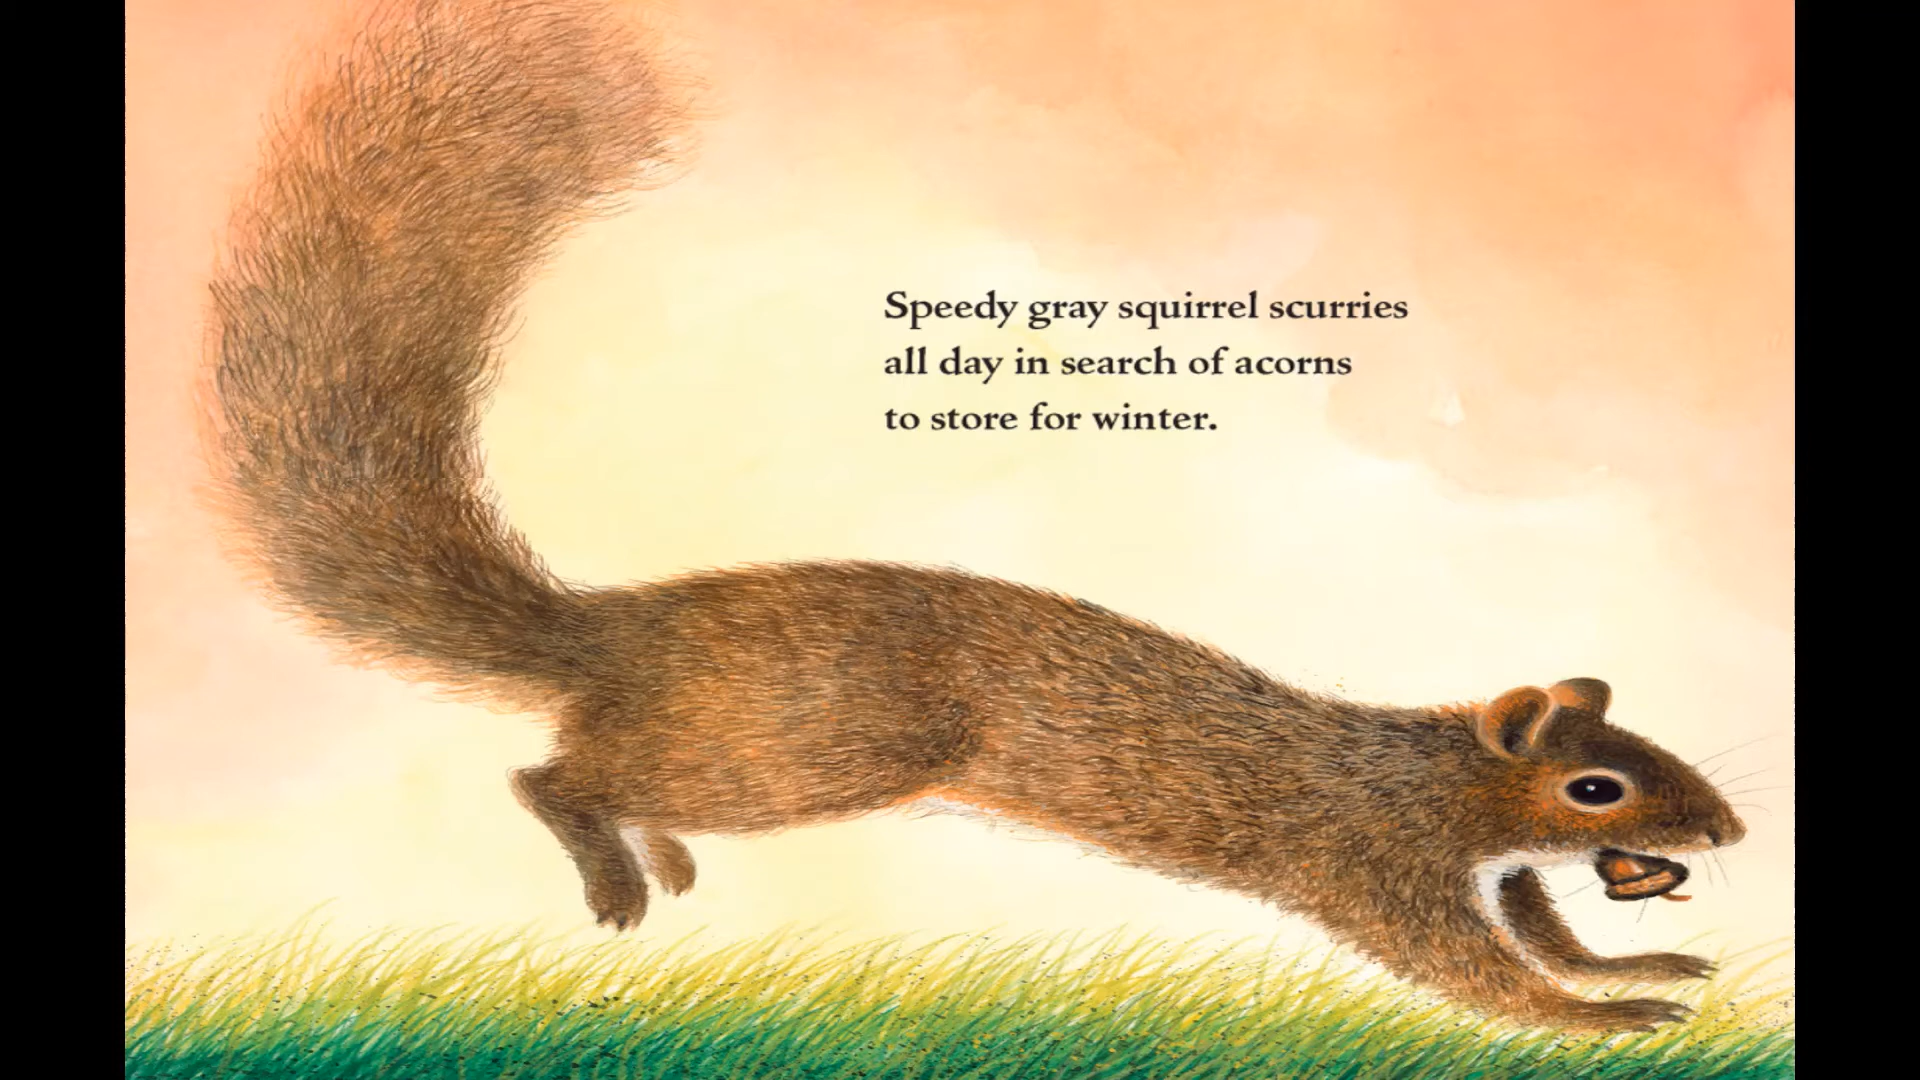 Speedy gray squirrel scurries
all day in search of acorns
to store for winter.